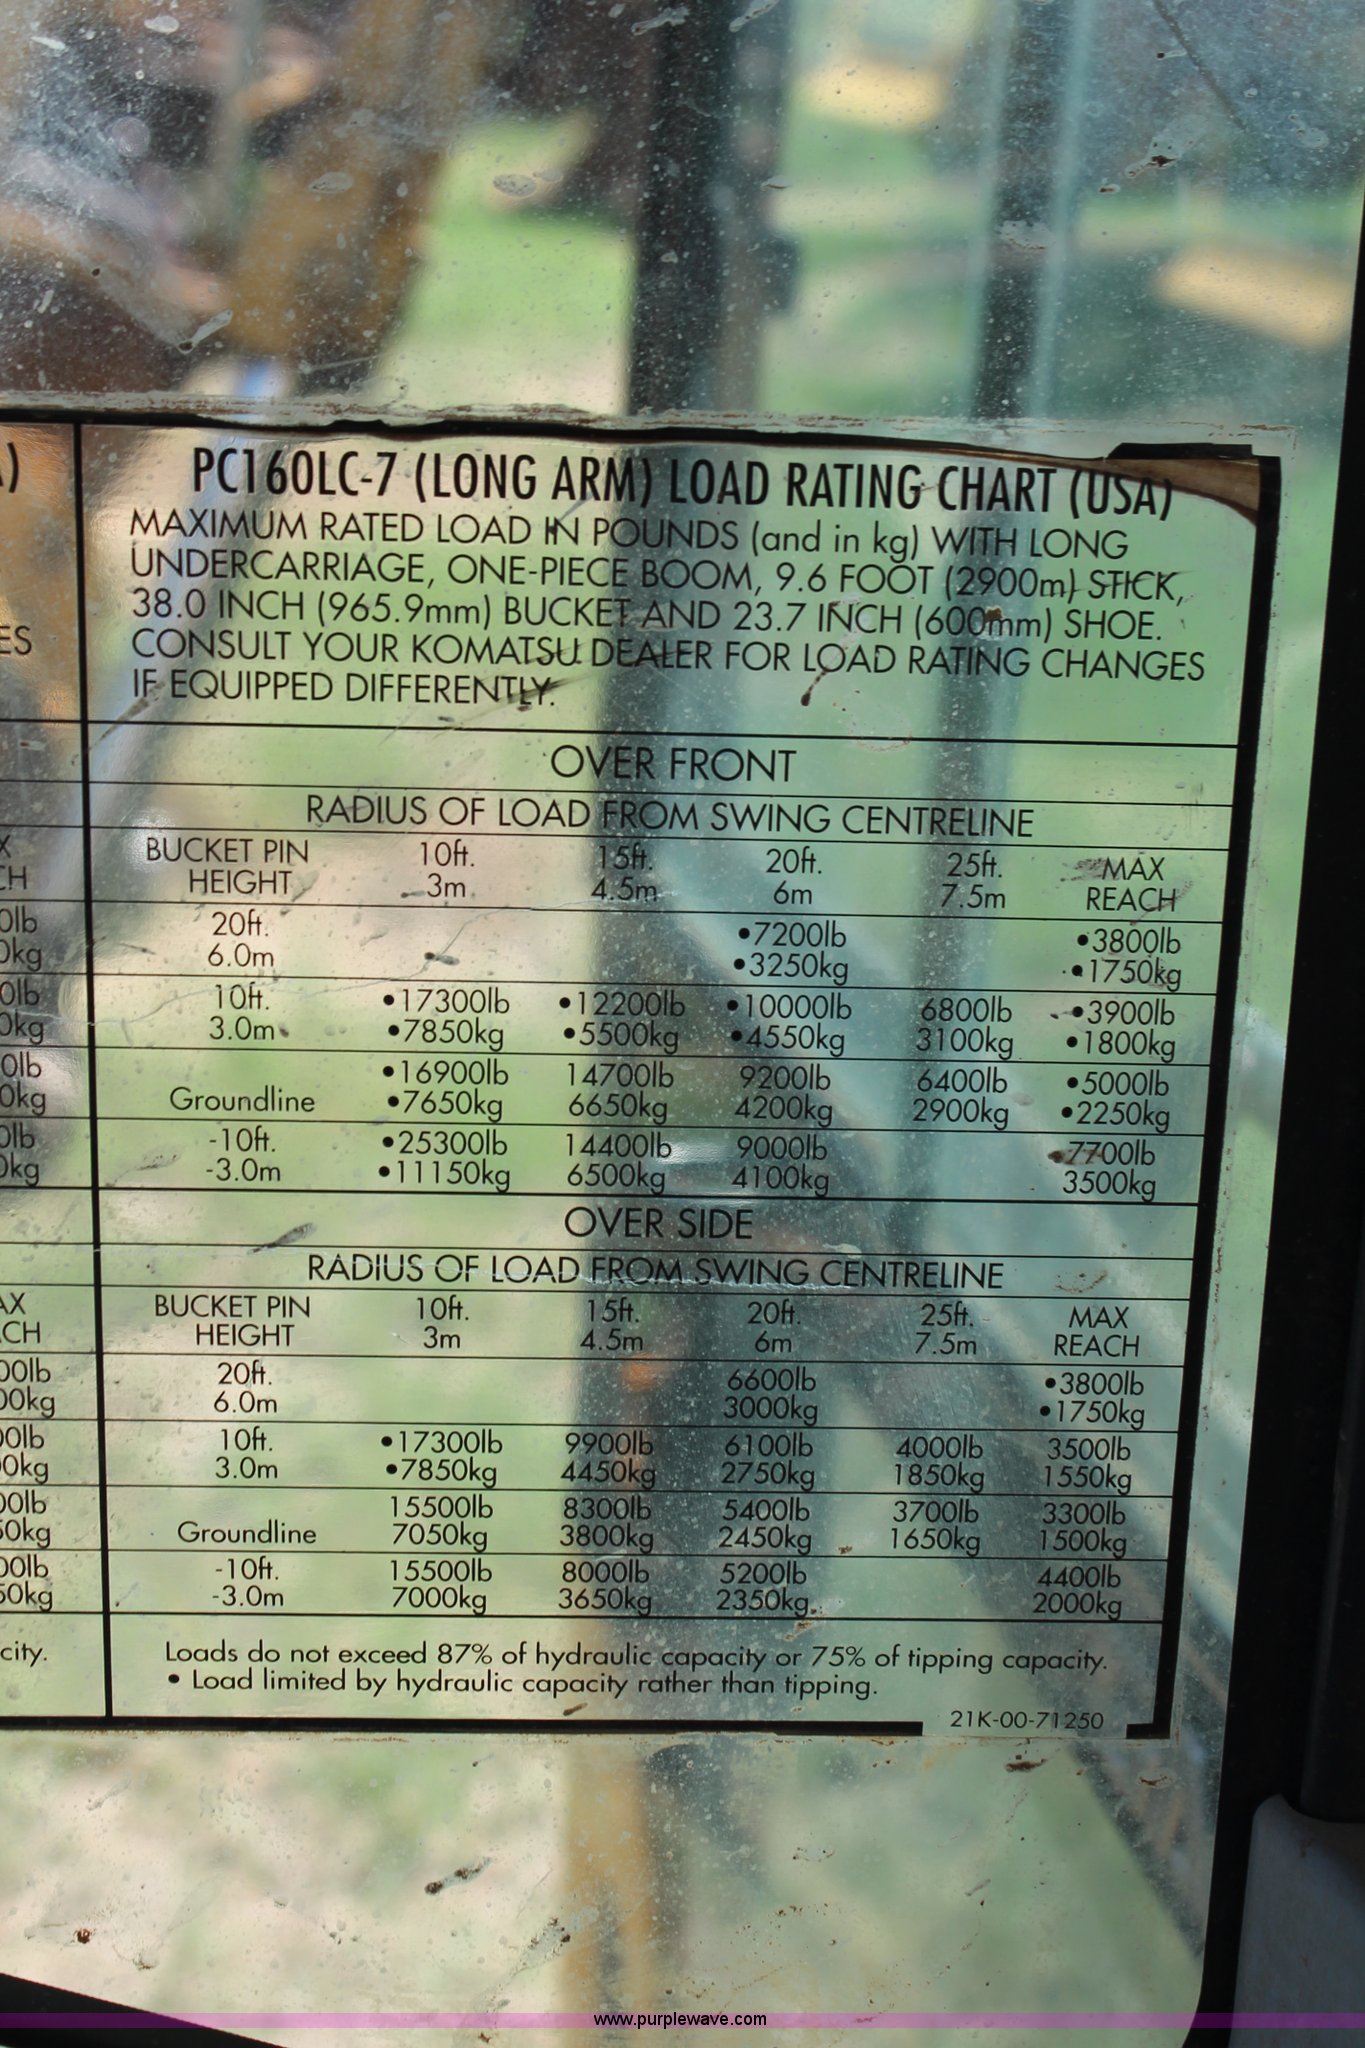 PC160LC-7 (LONG ARM) LOAD RATING CHART (USA)
MAXIMUM RATED LOAD IN POUNDS (and in kg) WITH LONG
UNDERCARRIAGE, ONE-PIECE BOOM, 9.6 FOOT (2900m) STICK,
38.0 INCH (965.9mm) BUCKET AND 23.7 INCH (600mm) SHOE.
CONSULT YOUR KOMATSU DEALER FOR LOAD RATING CHANGES
IF EQUIPPED DIFFERENTLY.
OVER FRONT
RADIUS OF LOAD FROM SWING CENTRELINE
BUCKET PIN 10ft. 15ft. 20ft. 25ft. MAX
HEIGHT 3m 4.5m 6m 7.5m REACH
20ft. •7200lb •3800lb
6.0m •3250kg •1750kg
10ft. •17300lb •12200lb •10000lb 6800lb •3900lb
3.0m •7850kg •5500kg •4550kg 3100kg •1800kg
•16900lb 14700lb 9200lb 6400lb •5000lb
Groundline •7650kg 6650kg 4200kg 2900kg •2250kg
-10ft. •25300lb 14400lb 9000lb 7700lb
-3.0m •11150kg 6500kg 4100kg 3500kg
OVER SIDE
RADIUS OF LOAD FROM SWING CENTRELINE
BUCKET PIN 10ft. 15ft. 20ft. 25ft. MAX
HEIGHT 3m 4.5m 6m 7.5m REACH
20ft. 6600lb •3800lb
6.0m 3000kg •1750kg
10ft. •17300lb 9900lb 6100lb 4000lb 3500lb
3.0m •7850kg 4450kg 2750kg 1850kg 1550kg
15500lb 8300lb 5400lb 3700lb 3300lb
Groundline 7050kg 3800kg 2450kg 1650kg 1500kg
-10ft. 15500lb 8000lb 5200lb 4400lb
-3.0m 7000kg 3650kg 2350kg 2000kg
Loads do not exceed 87% of hydraulic capacity or 75% of tipping capacity.
• Load limited by hydraulic capacity rather than tipping.
21K-00-71250
www.purplewave.com